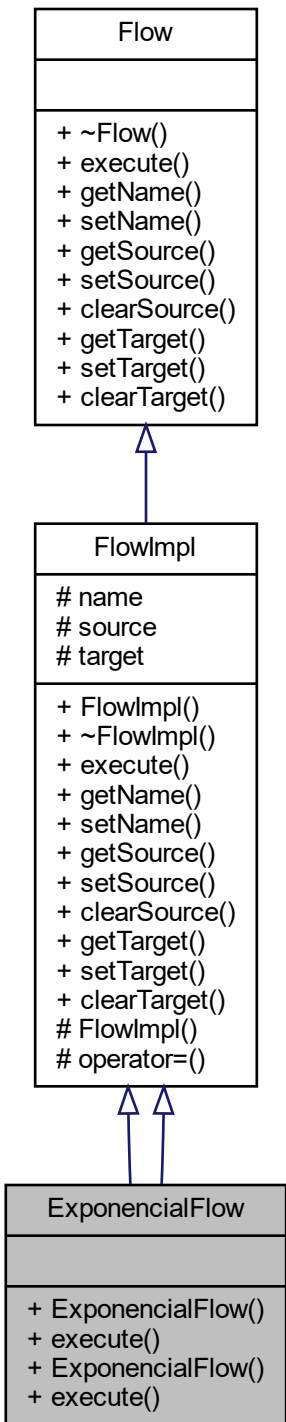 Flow
+ ~Flow()
+ execute()
+ getName()
+ setName()
+ getSource()
+ setSource()
+ clearSource()
+ getTarget()
+ setTarget()
+ clearTarget()
FlowImpl
# name
# source
# target
+ FlowImpl()
+ ~FlowImpl()
+ execute()
+ getName()
+ setName()
+ getSource()
+ setSource()
+ clearSource()
+ getTarget()
+ setTarget()
+ clearTarget()
# FlowImpl()
# operator=()
ExponencialFlow
+ ExponencialFlow()
+ execute()
+ ExponencialFlow()
+ execute()